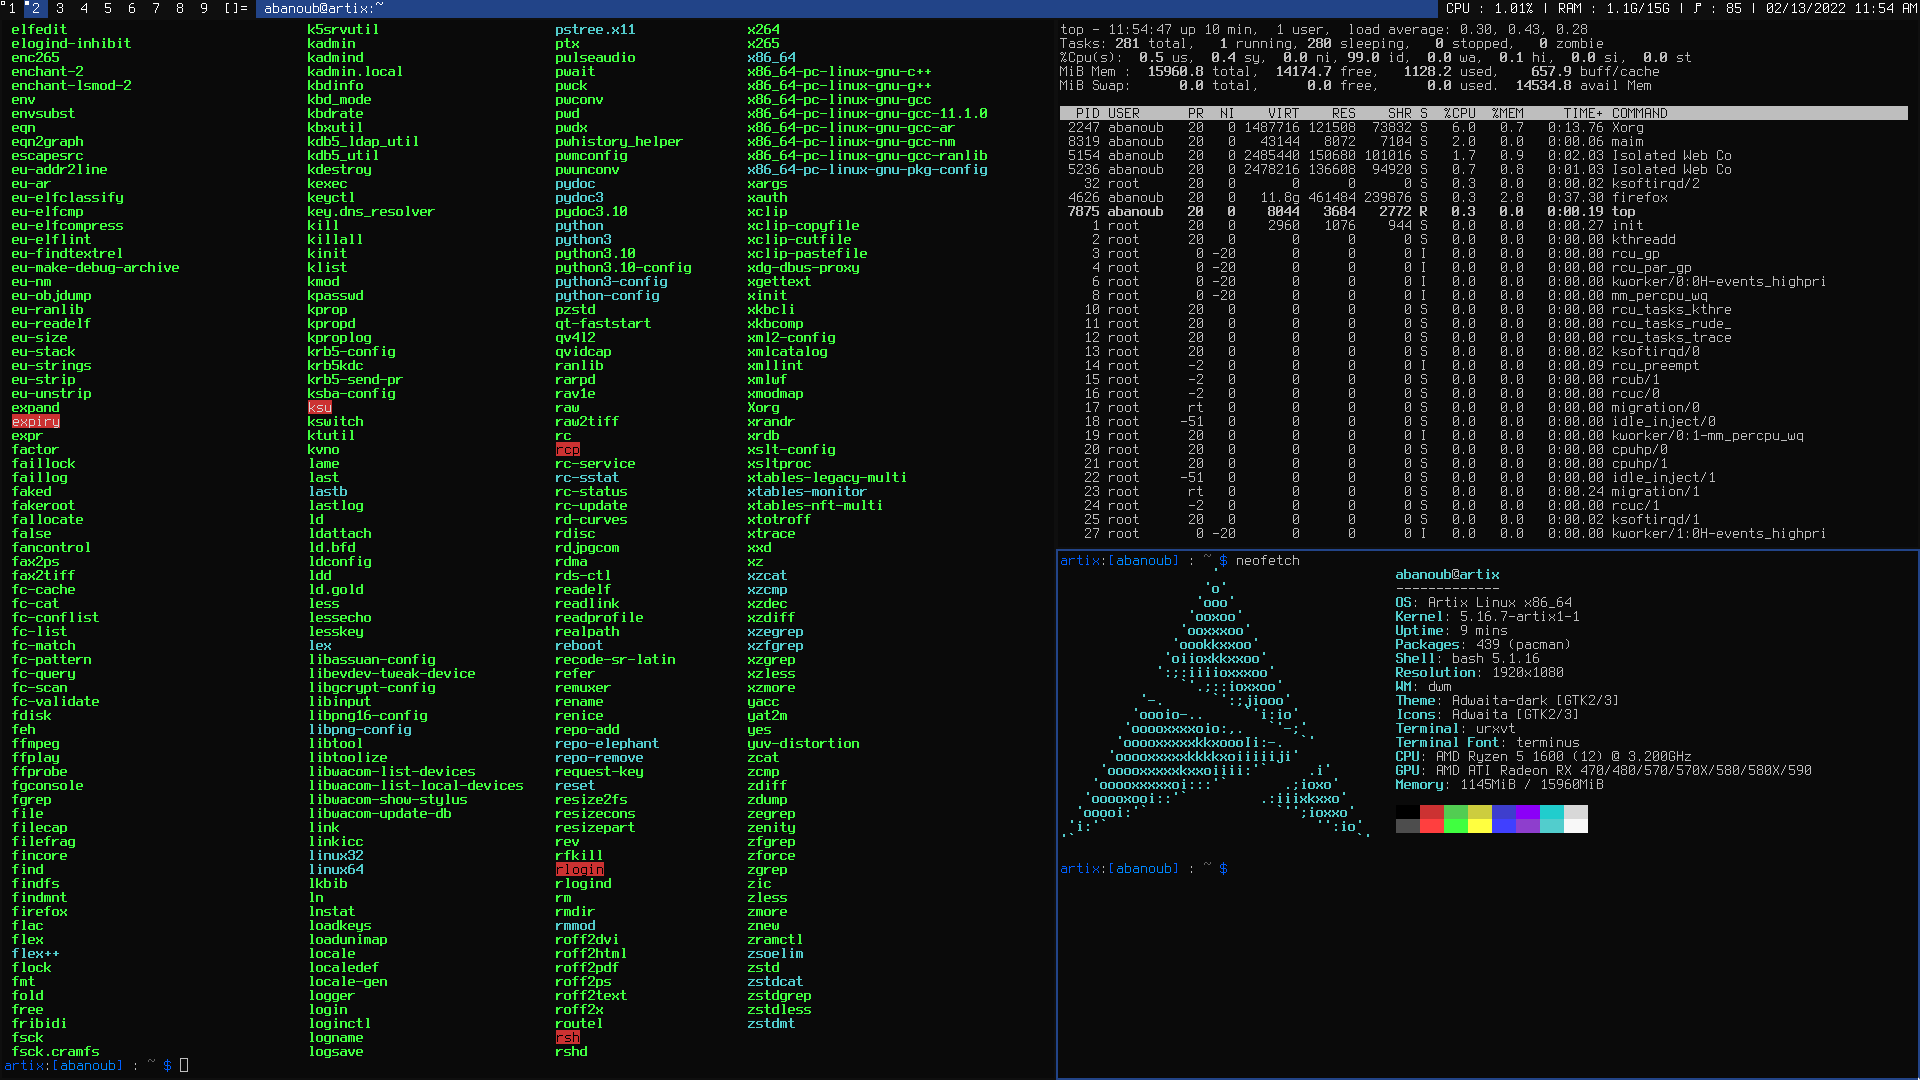 1 2 3 4 5 6 7 8 9 []= abanoub@artix:~ CPU : 1.01% | RAM : 1.1G/15G | : 85 | 02/13/2022 11:54 AM
elfedit k5srvutil pstree.x11 x264
elogind-inhibit kadmin ptx x265
enc265 kadmind pulseaudio x86_64
enchant-2 kadmin.local pwait x86_64-pc-linux-gnu-c++
enchant-lsmod-2 kbdinfo pwck x86_64-pc-linux-gnu-g++
env kbd_mode pwconv x86_64-pc-linux-gnu-gcc
envsubst kbdrate pwd x86_64-pc-linux-gnu-gcc-11.1.0
eqn kbxutil pwdx x86_64-pc-linux-gnu-gcc-ar
eqn2graph kdb5_ldap_util pwhistory_helper x86_64-pc-linux-gnu-gcc-nm
escapesrc kdb5_util pwmconfig x86_64-pc-linux-gnu-gcc-ranlib
eu-addr2line kdestroy pwunconv x86_64-pc-linux-gnu-pkg-config
eu-ar kexec pydoc xargs
eu-elfclassify keyctl pydoc3 xauth
eu-elfcmp key.dns_resolver pydoc3.10 xclip
eu-elfcompress kill python xclip-copyfile
eu-elflint killall python3 xclip-cutfile
eu-findtextrel kinit python3.10 xclip-pastefile
eu-make-debug-archive klist python3.10-config xdg-dbus-proxy
eu-nm kmod python3-config xgettext
eu-objdump kpasswd python-config xinit
eu-ranlib kprop pzstd xkbcli
eu-readelf kpropd qt-faststart xkbcomp
eu-size kproplog qv4l2 xml2-config
eu-stack krb5-config qvidcap xmlcatalog
eu-strings krb5kdc ranlib xmllint
eu-strip krb5-send-pr rarpd xmlwf
eu-unstrip ksba-config rav1e xmodmap
expand ksu raw Xorg
expiry kswitch raw2tiff xrandr
expr ktutil rc xrdb
factor kvno rcp xslt-config
faillock lame rc-service xsltproc
faillog last rc-sstat xtables-legacy-multi
faked lastb rc-status xtables-monitor
fakeroot lastlog rc-update xtables-nft-multi
fallocate ld rd-curves xtotroff
false ldattach rdisc xtrace
fancontrol ld.bfd rdjpgcom xxd
fax2ps ldconfig rdma xz
fax2tiff ldd rds-ctl xzcat
fc-cache ld.gold readelf xzcmp
fc-cat less readlink xzdec
fc-conflist lessecho readprofile xzdiff
fc-list lesskey realpath xzegrep
fc-match lex reboot xzfgrep
fc-pattern libassuan-config recode-sr-latin xzgrep
fc-query libevdev-tweak-device refer xzless
fc-scan libgcrypt-config remuxer xzmore
fc-validate libinput rename yacc
fdisk libpng16-config renice yat2m
feh libpng-config repo-add yes
ffmpeg libtool repo-elephant yuv-distortion
ffplay libtoolize repo-remove zcat
ffprobe libwacom-list-devices request-key zcmp
fgconsole libwacom-list-local-devices reset zdiff
fgrep libwacom-show-stylus resize2fs zdump
file libwacom-update-db resizecons zegrep
filecap link resizepart zenity
filefrag linkicc rev zfgrep
fincore linux32 rfkill zforce
find linux64 rlogin zgrep
findfs lkbib rlogind zic
findmnt ln rm zless
firefox lnstat rmdir zmore
flac loadkeys rmmod znew
flex loadunimap roff2dvi zramctl
flex++ locale roff2html zsoelim
flock localedef roff2pdf zstd
fmt locale-gen roff2ps zstdcat
fold logger roff2text zstdgrep
free login roff2x zstdless
fribidi loginctl routel zstdmt
fsck logname rsh
fsck.cramfs logsave rshd
artix:[abanoub] : ~ $
top - 11:54:47 up 10 min,  1 user,  load average: 0.30, 0.43, 0.28
Tasks: 281 total,   1 running, 280 sleeping,   0 stopped,   0 zombie
%Cpu(s):  0.5 us,  0.4 sy,  0.0 ni, 99.0 id,  0.0 wa,  0.1 hi,  0.0 si,  0.0 st
MiB Mem :  15960.8 total,  14174.7 free,   1128.2 used,    657.9 buff/cache
MiB Swap:      0.0 total,      0.0 free,      0.0 used.  14534.8 avail Mem
PID USER PR NI VIRT RES SHR S %CPU %MEM TIME+ COMMAND
2247 abanoub 20 0 1487716 121508 73832 S 6.0 0.7 0:13.76 Xorg
8319 abanoub 20 0 43144 8072 7104 S 2.0 0.0 0:00.06 maim
5154 abanoub 20 0 2485440 150680 101016 S 1.7 0.9 0:02.03 Isolated Web Co
5236 abanoub 20 0 2478216 136608 94920 S 0.7 0.8 0:01.03 Isolated Web Co
32 root 20 0 0 0 0 S 0.3 0.0 0:00.02 ksoftirqd/2
4626 abanoub 20 0 11.8g 461484 239876 S 0.3 2.8 0:37.30 firefox
7875 abanoub 20 0 8044 3684 2772 R 0.3 0.0 0:00.19 top
1 root 20 0 2960 1076 944 S 0.0 0.0 0:00.27 init
2 root 20 0 0 0 0 S 0.0 0.0 0:00.00 kthreadd
3 root 0 -20 0 0 0 I 0.0 0.0 0:00.00 rcu_gp
4 root 0 -20 0 0 0 I 0.0 0.0 0:00.00 rcu_par_gp
6 root 0 -20 0 0 0 I 0.0 0.0 0:00.00 kworker/0:0H-events_highpri
8 root 0 -20 0 0 0 I 0.0 0.0 0:00.00 mm_percpu_wq
10 root 20 0 0 0 0 S 0.0 0.0 0:00.00 rcu_tasks_kthre
11 root 20 0 0 0 0 S 0.0 0.0 0:00.00 rcu_tasks_rude_
12 root 20 0 0 0 0 S 0.0 0.0 0:00.00 rcu_tasks_trace
13 root 20 0 0 0 0 S 0.0 0.0 0:00.02 ksoftirqd/0
14 root -2 0 0 0 0 I 0.0 0.0 0:00.09 rcu_preempt
15 root -2 0 0 0 0 S 0.0 0.0 0:00.00 rcub/1
16 root -2 0 0 0 0 S 0.0 0.0 0:00.00 rcuc/0
17 root rt 0 0 0 0 S 0.0 0.0 0:00.00 migration/0
18 root -51 0 0 0 0 S 0.0 0.0 0:00.00 idle_inject/0
19 root 20 0 0 0 0 I 0.0 0.0 0:00.00 kworker/0:1-mm_percpu_wq
20 root 20 0 0 0 0 S 0.0 0.0 0:00.00 cpuhp/0
21 root 20 0 0 0 0 S 0.0 0.0 0:00.00 cpuhp/1
22 root -51 0 0 0 0 S 0.0 0.0 0:00.00 idle_inject/1
23 root rt 0 0 0 0 S 0.0 0.0 0:00.24 migration/1
24 root -2 0 0 0 0 S 0.0 0.0 0:00.00 rcuc/1
25 root 20 0 0 0 0 S 0.0 0.0 0:00.02 ksoftirqd/1
27 root 0 -20 0 0 0 I 0.0 0.0 0:00.00 kworker/1:0H-events_highpri
artix:[abanoub] : ~ $ neofetch
abanoub@artix
-------------
OS: Artix Linux x86_64
Kernel: 5.16.7-artix1-1
Uptime: 9 mins
Packages: 439 (pacman)
Shell: bash 5.1.16
Resolution: 1920x1080
WM: dwm
Theme: Adwaita-dark [GTK2/3]
Icons: Adwaita [GTK2/3]
Terminal: urxvt
Terminal Font: terminus
CPU: AMD Ryzen 5 1600 (12) @ 3.200GHz
GPU: AMD ATI Radeon RX 470/480/570/570X/580/580X/590
Memory: 1145MiB / 15960MiB
artix:[abanoub] : ~ $